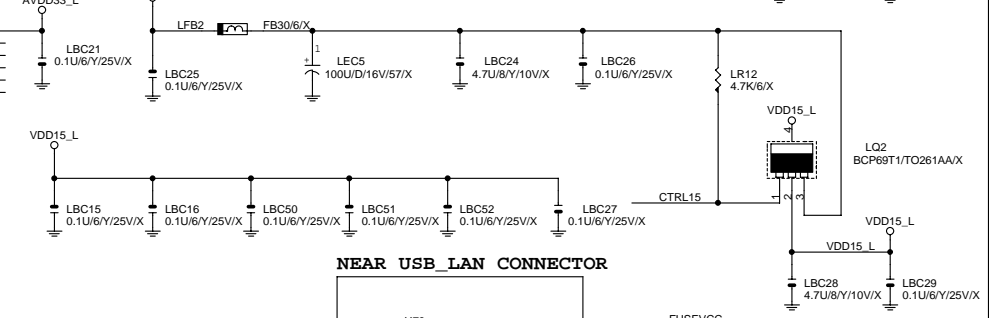 AVDD33_L
LFB2
FB30/6/X
LBC21
0.1U/6/Y/25V/X
LBC25
0.1U/6/Y/25V/X
1
+
LEC5
100U/D/16V/57/X
LBC24
4.7U/8/Y/10V/X
LBC26
0.1U/6/Y/25V/X
LR12
4.7K/6/X
VDD15_L
4
LQ2
BCP69T1/TO261AA/X
1
2
3
CTRL15
VDD15_L
LBC15
0.1U/6/Y/25V/X
LBC16
0.1U/6/Y/25V/X
LBC50
0.1U/6/Y/25V/X
LBC51
0.1U/6/Y/25V/X
LBC52
0.1U/6/Y/25V/X
LBC27
0.1U/6/Y/25V/X
VDD15_L
VDD15_L
LBC28
4.7U/8/Y/10V/X
LBC29
0.1U/6/Y/25V/X
NEAR USB_LAN CONNECTOR